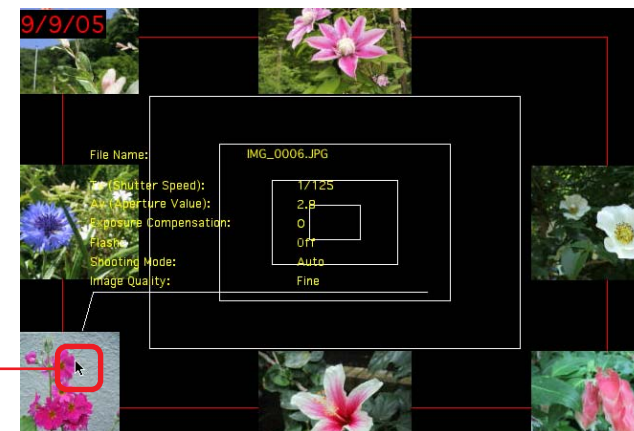 9/9/05
File Name: IMG_0006.JPG
Tv (Shutter Speed): 1/125
Av (Aperture Value): 2.8
Exposure Compensation: 0
Flash: Off
Shooting Mode: Auto
Image Quality: Fine